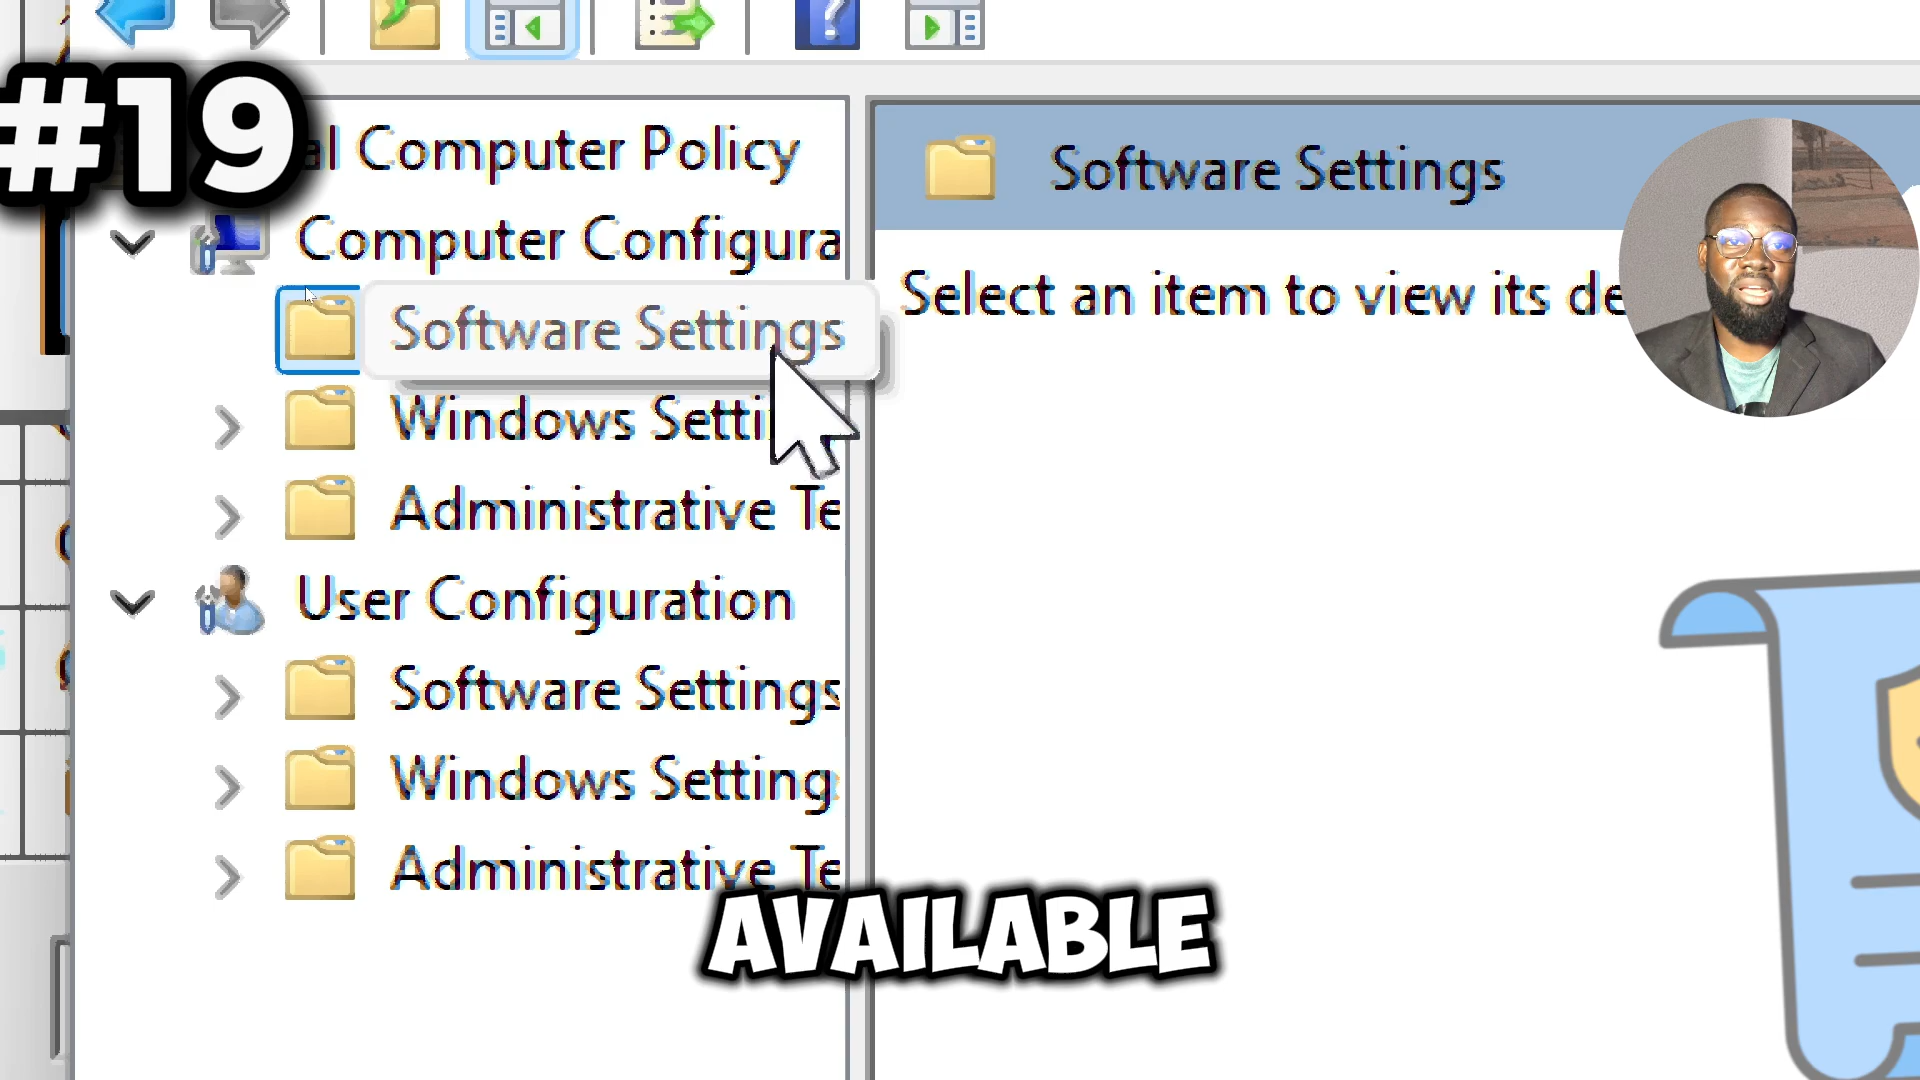 #19
al Computer Policy
Computer Configura
Software Settings
Windows Setti
Administrative Te
User Configuration
Software Settings
Windows Setting
Administrative Te
Software Settings
Select an item to view its de
AVAILABLE